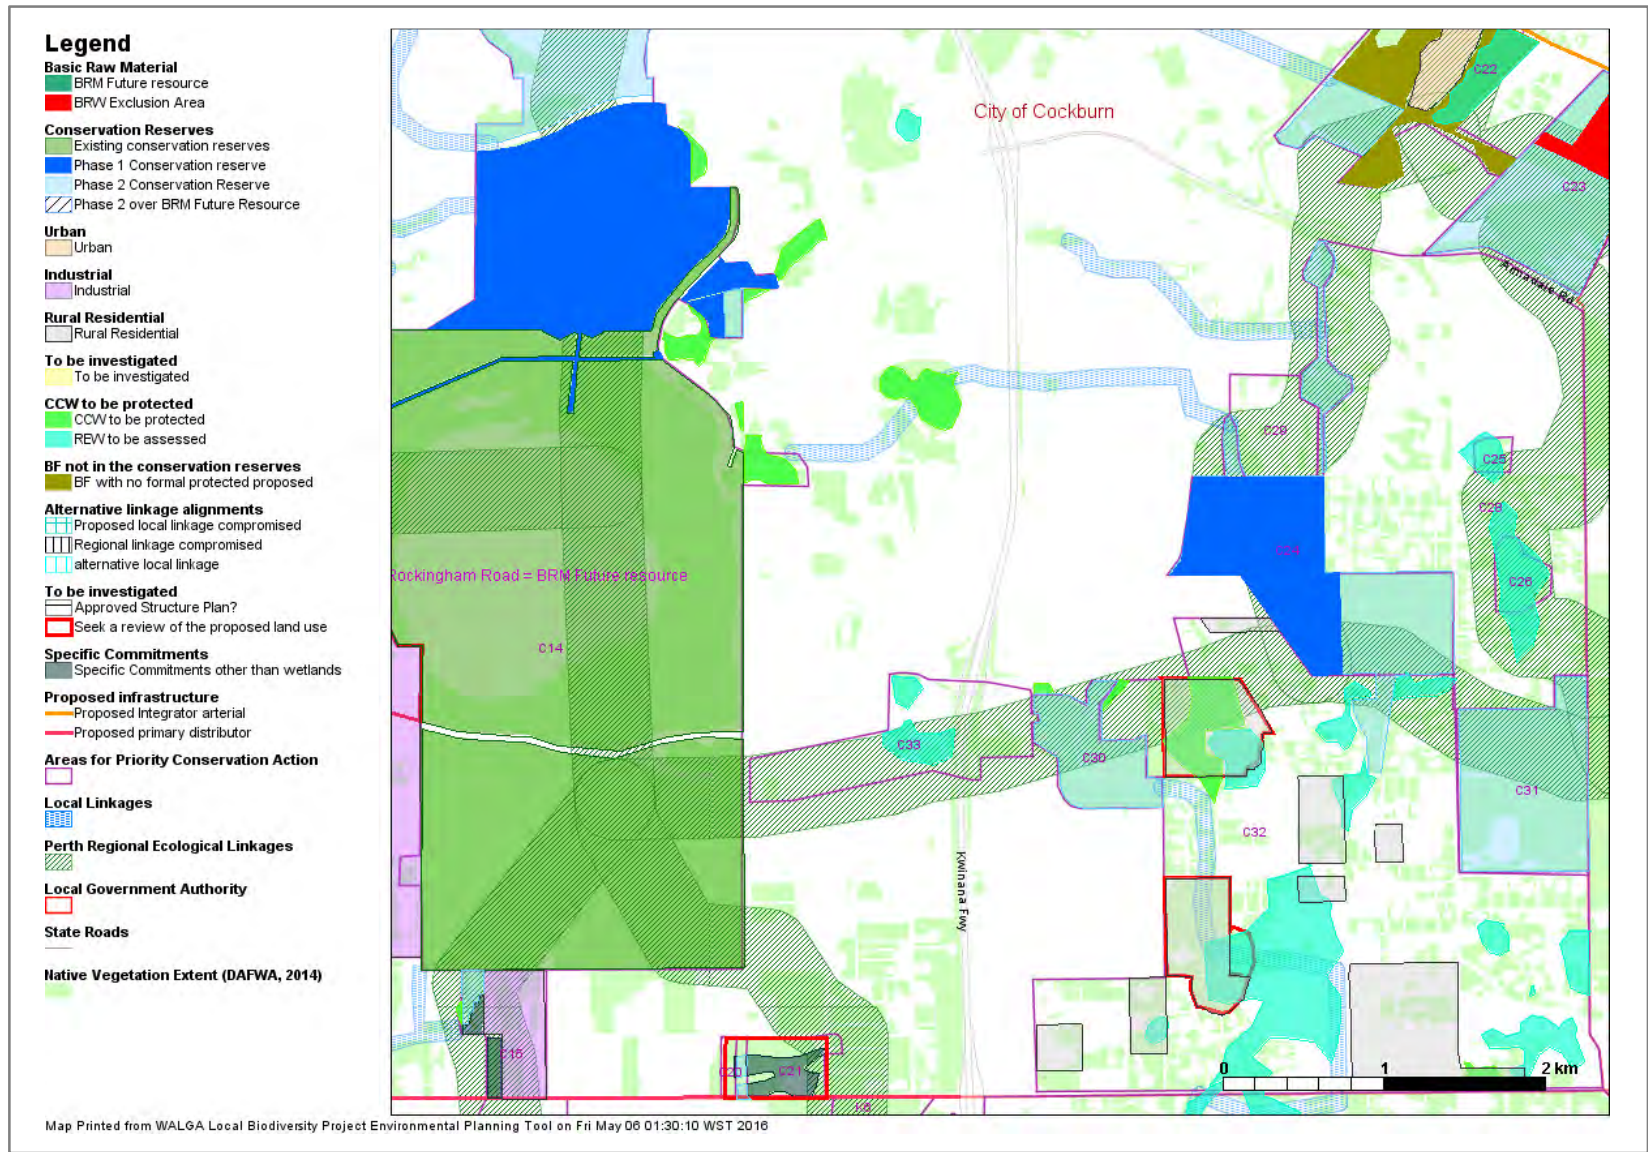 Legend
Basic Raw Material
BRM Future resource
BRW Exclusion Area
Conservation Reserves
Existing conservation reserves
Phase 1 Conservation reserve
Phase 2 Conservation Reserve
Phase 2 over BRM Future Resource
Urban
Urban
Industrial
Industrial
Rural Residential
Rural Residential
To be investigated
To be investigated
CCW to be protected
CCW to be protected
REW to be assessed
BF not in the conservation reserves
BF with no formal protected proposed
Alternative linkage alignments
Proposed local linkage compromised
Regional linkage compromised
alternative local linkage
To be investigated
Approved Structure Plan?
Seek a review of the proposed land use
Specific Commitments
Specific Commitments other than wetlands
Proposed infrastructure
Proposed Integrator arterial
Proposed primary distributor
Areas for Priority Conservation Action
Local Linkages
Perth Regional Ecological Linkages
Local Government Authority
State Roads
Native Vegetation Extent (DAFWA, 2014)
City of Cockburn
C22
C23
Armadale Rd
C29
C25
C28
C24
C26
Rockingham Road = BRM Future resource
C14
C33
C30
C31
C32
Kwinana Fwy
C15
C20
C21
K6
0 1 2 km
Map Printed from WALGA Local Biodiversity Project Environmental Planning Tool on Fri May 06 01:30:10 WST 2016